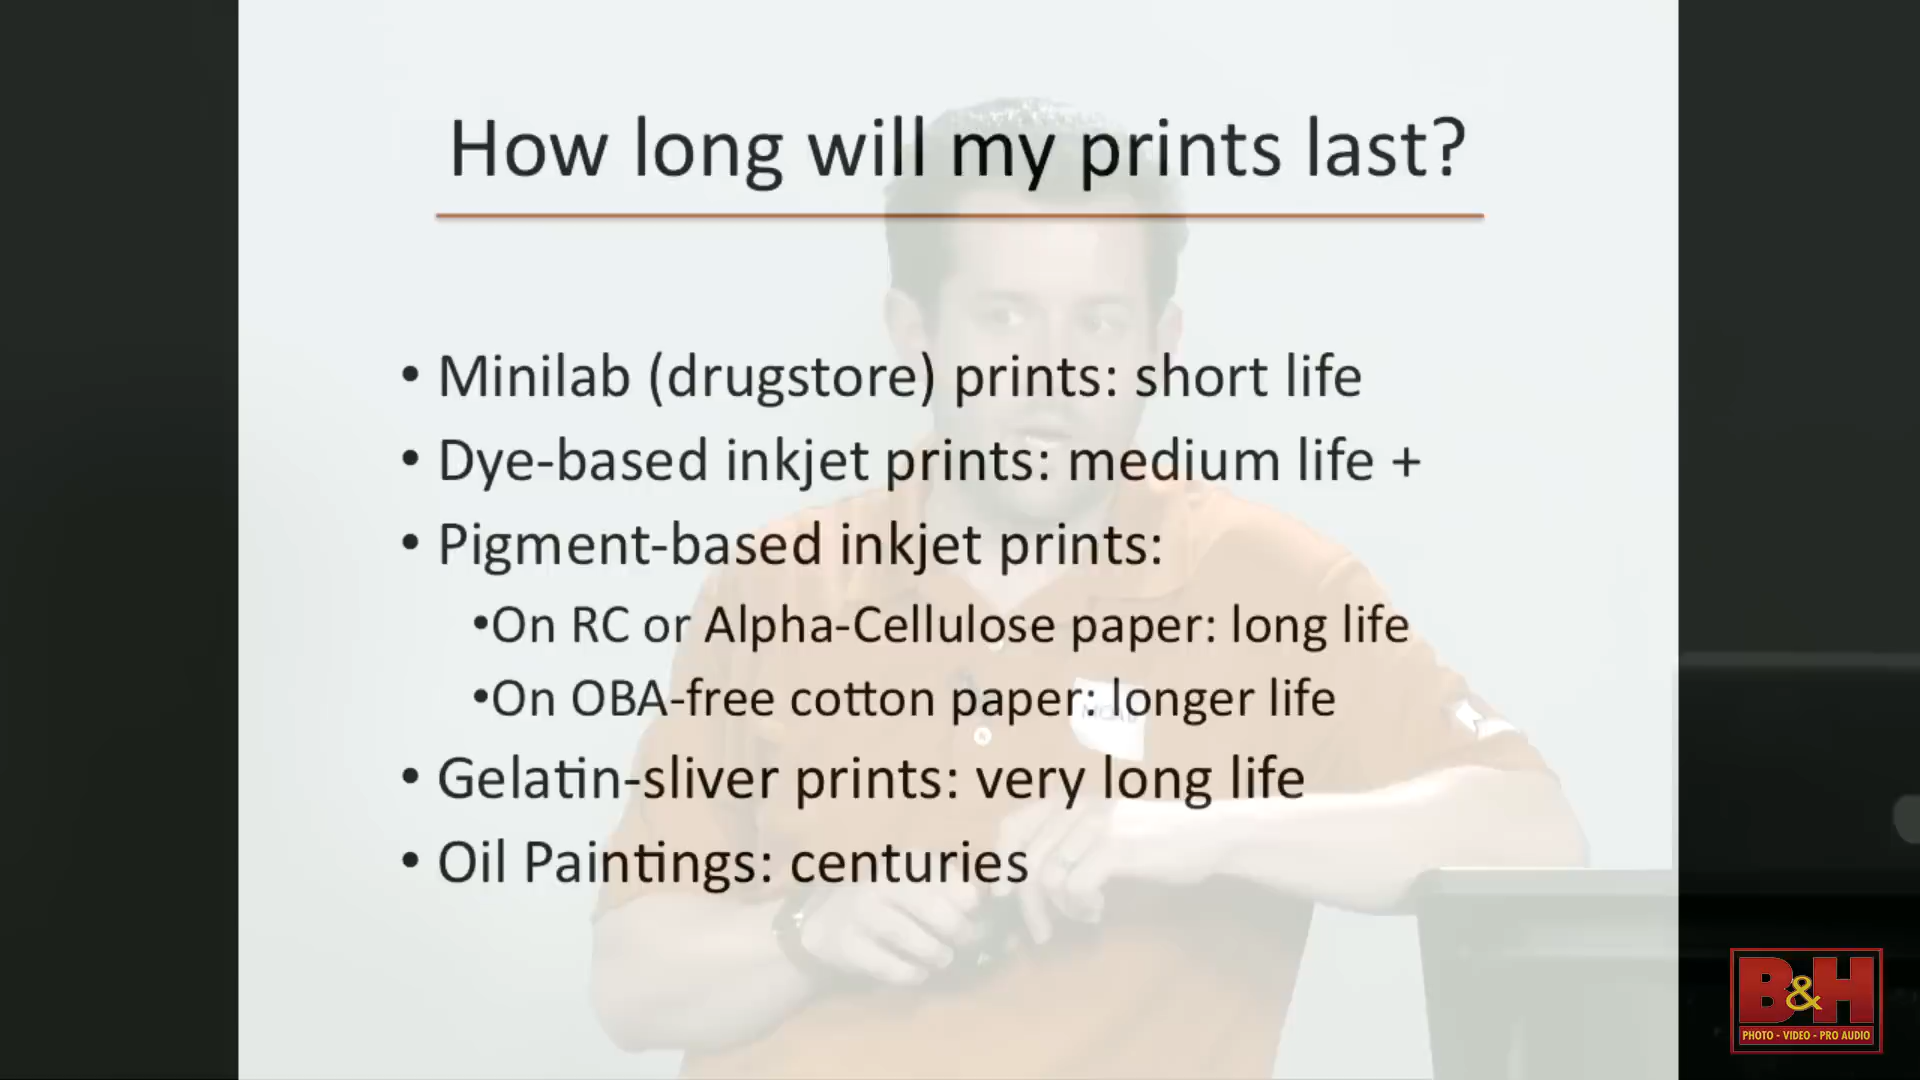 How long will my prints last?
• Minilab (drugstore) prints: short life
• Dye-based inkjet prints: medium life +
• Pigment-based inkjet prints:
•On RC or Alpha-Cellulose paper: long life
•On OBA-free cotton paper: longer life
• Gelatin-sliver prints: very long life
• Oil Paintings: centuries
B&H
PHOTO - VIDEO - PRO AUDIO